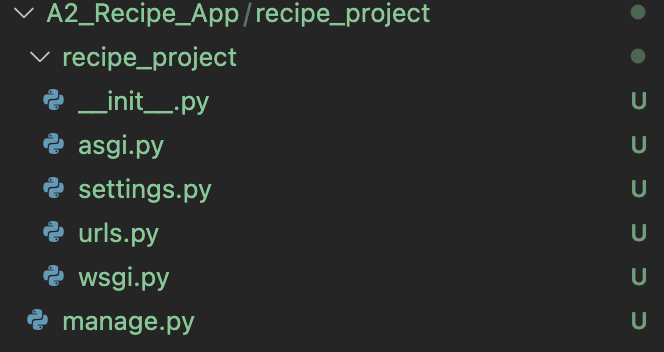 A2_Recipe_App/recipe_project
recipe_project
__init__.py U
asgi.py U
settings.py U
urls.py U
wsgi.py U
manage.py U